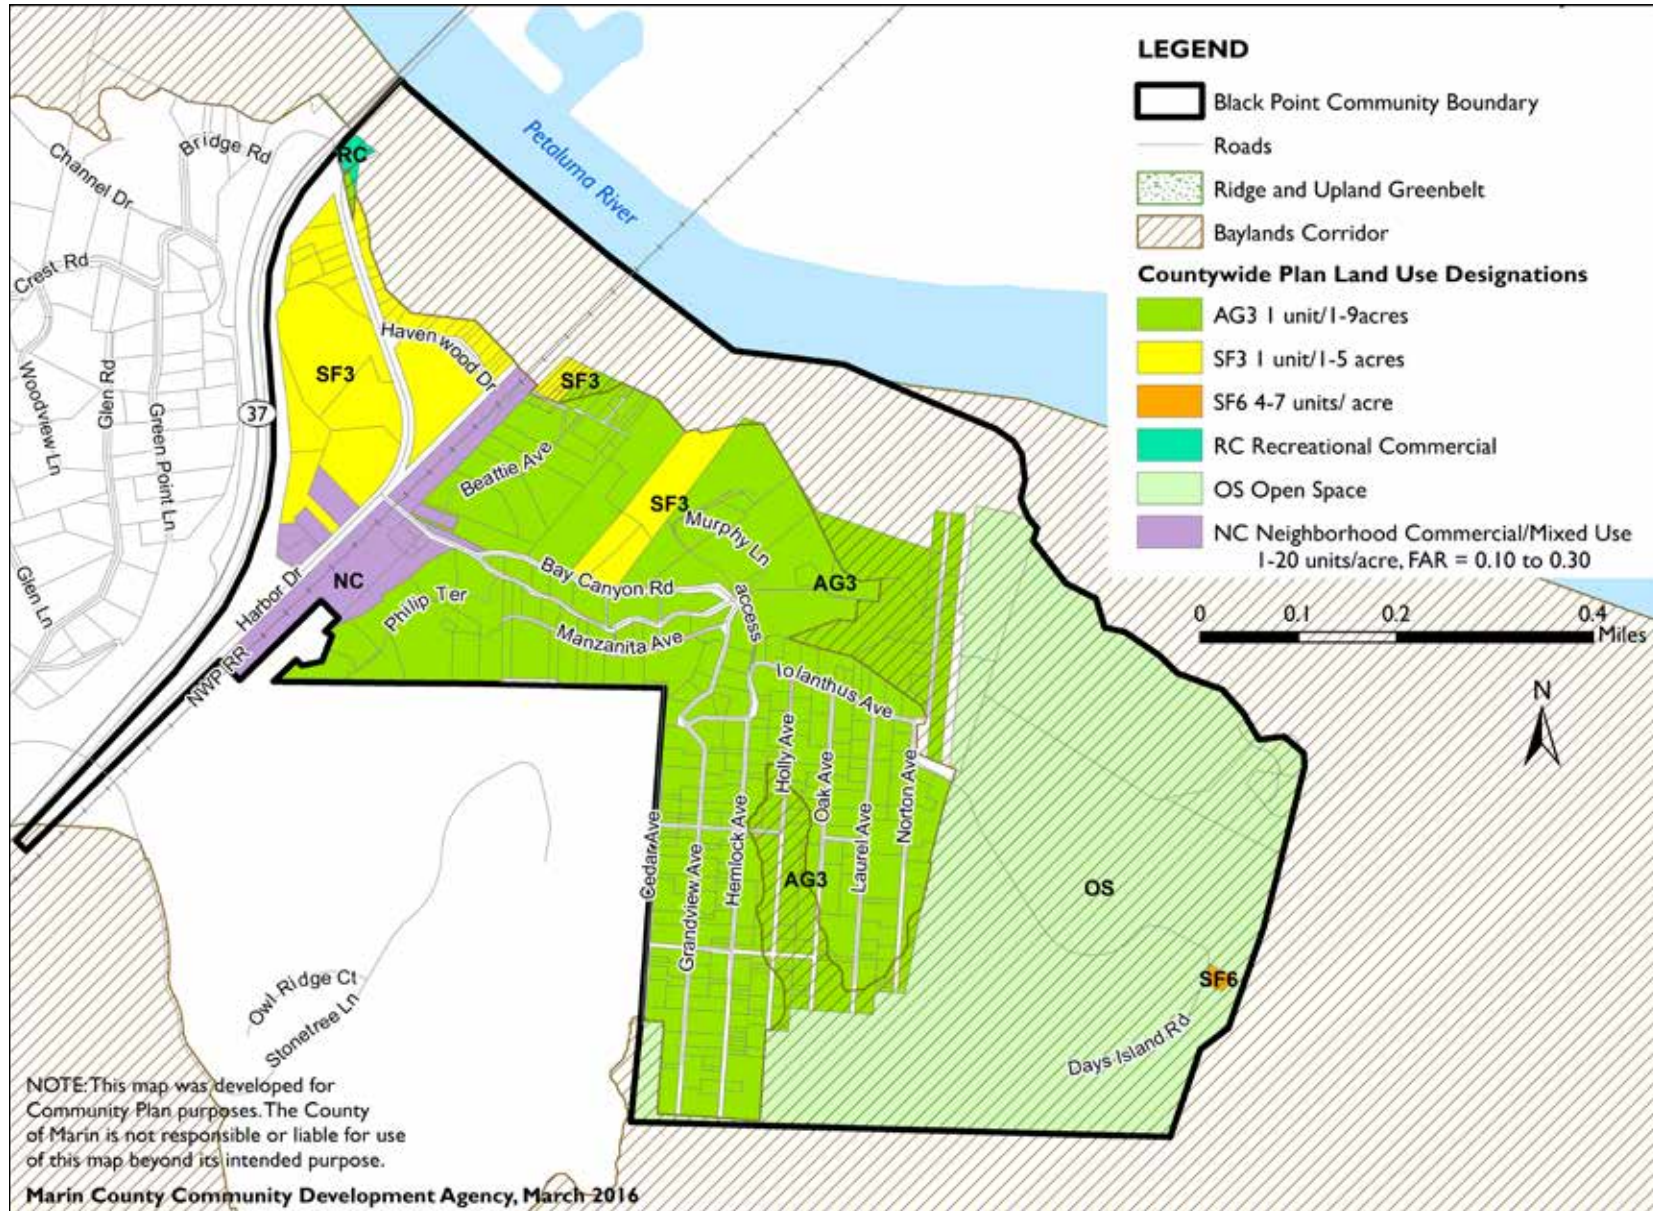 LEGEND
Black Point Community Boundary
Roads
Ridge and Upland Greenbelt
Baylands Corridor
Countywide Plan Land Use Designations
AG3 1 unit/1-9acres
SF3 1 unit/1-5 acres
SF6 4-7 units/ acre
RC Recreational Commercial
OS Open Space
NC Neighborhood Commercial/Mixed Use
1-20 units/acre, FAR = 0.10 to 0.30
0 0.1 0.2 0.4
Miles
N
Petaluma River
Bridge Rd
RC
Channel Dr
Crest Rd
Woodview Ln
Glen Rd
Green Point Ln
Glen Ln
37
SF3
Havenwood Dr
SF3
Beattie Ave
SF3
Murphy Ln
Bay Canyon Rd
access
AG3
NC
Harbor Dr
Philip Ter
Manzanita Ave
NWP RR
Iolanthus Ave
Holly Ave
Oak Ave
Norton Ave
Cedar Ave
Hemlock Ave
Laurel Ave
Grandview Ave
AG3
OS
SF6
Days Island Rd
Owl Ridge Ct
Stonetree Ln
NOTE: This map was developed for
Community Plan purposes. The County
of Marin is not responsible or liable for use
of this map beyond its intended purpose.
Marin County Community Development Agency, March 2016